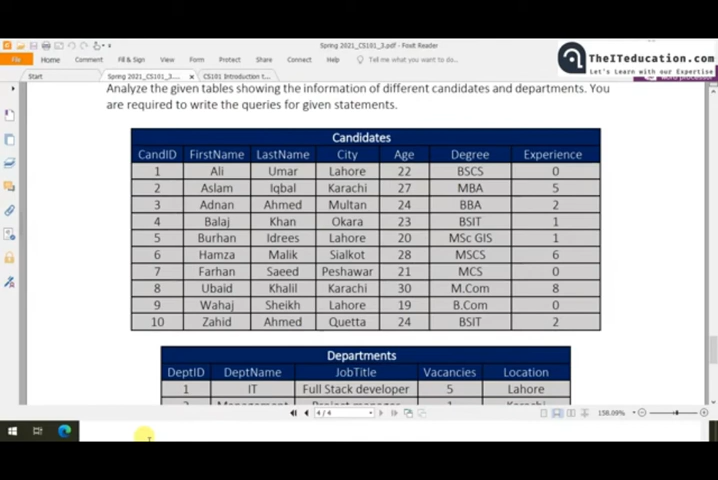 Spring 2021_CS101_3.pdf - Foxit Reader
File Home Comment Fill & Sign View Form Protect Share Connect Help Tell me what you want to do...
TheITeducation.com
Let's Learn with our Expertise
Start Spring 2021_CS101_3.... CS101 Introduction t...
Analyze the given tables showing the information of different candidates and departments. You
are required to write the queries for given statements.
Candidates
CandID FirstName LastName City Age Degree Experience
1 Ali Umar Lahore 22 BSCS 0
2 Aslam Iqbal Karachi 27 MBA 5
3 Adnan Ahmed Multan 24 BBA 2
4 Balaj Khan Okara 23 BSIT 1
5 Burhan Idrees Lahore 20 MSc GIS 1
6 Hamza Malik Sialkot 28 MSCS 6
7 Farhan Saeed Peshawar 21 MCS 0
8 Ubaid Khalil Karachi 30 M.Com 8
9 Wahaj Sheikh Lahore 19 B.Com 0
10 Zahid Ahmed Quetta 24 BSIT 2
Departments
DeptID DeptName JobTitle Vacancies Location
1 IT Full Stack developer 5 Lahore
2 Management Project manager 1 Karachi
4 / 4
158.09%